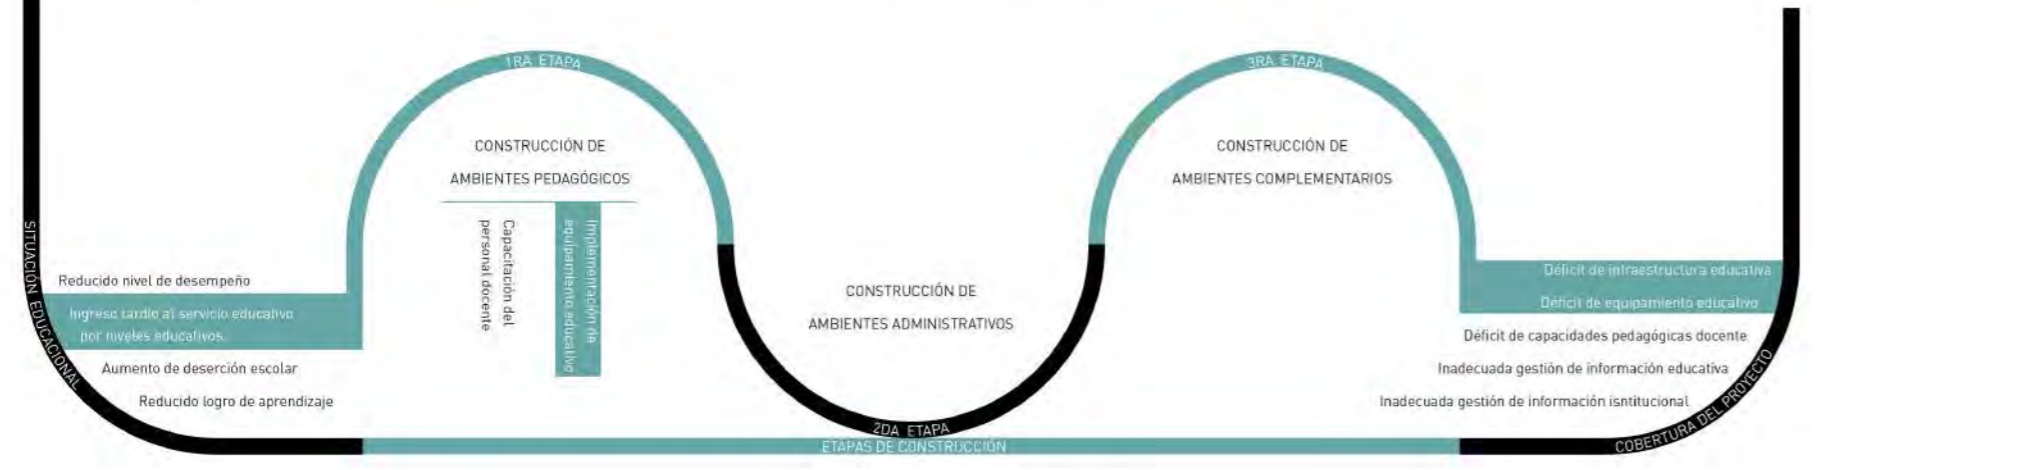 SITUACIÓN EDUCACIONAL
Reducido nivel de desempeño
Ingreso tardío al servicio educativo
por niveles educativos.
Aumento de deserción escolar
Reducido logro de aprendizaje
1RA ETAPA
CONSTRUCCIÓN DE
AMBIENTES PEDAGÓGICOS
Capacitación del
personal docente
Implementación de
equipamiento educativo
CONSTRUCCIÓN DE
AMBIENTES ADMINISTRATIVOS
2DA ETAPA
ETAPAS DE CONSTRUCCIÓN
3RA ETAPA
CONSTRUCCIÓN DE
AMBIENTES COMPLEMENTARIOS
Déficit de infraestructura educativa
Déficit de equipamiento educativo
Déficit de capacidades pedagógicas docente
Inadecuada gestión de información educativa
Inadecuada gestión de información isntitucional
COBERTURA DEL PROYECTO